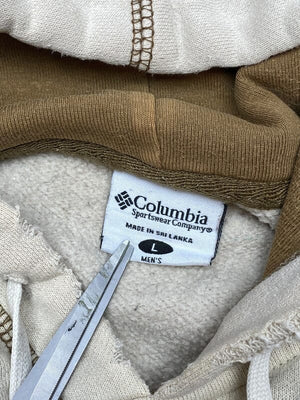 Columbia
Sportswear Company®
MADE IN SRI LANKA
L
MEN'S